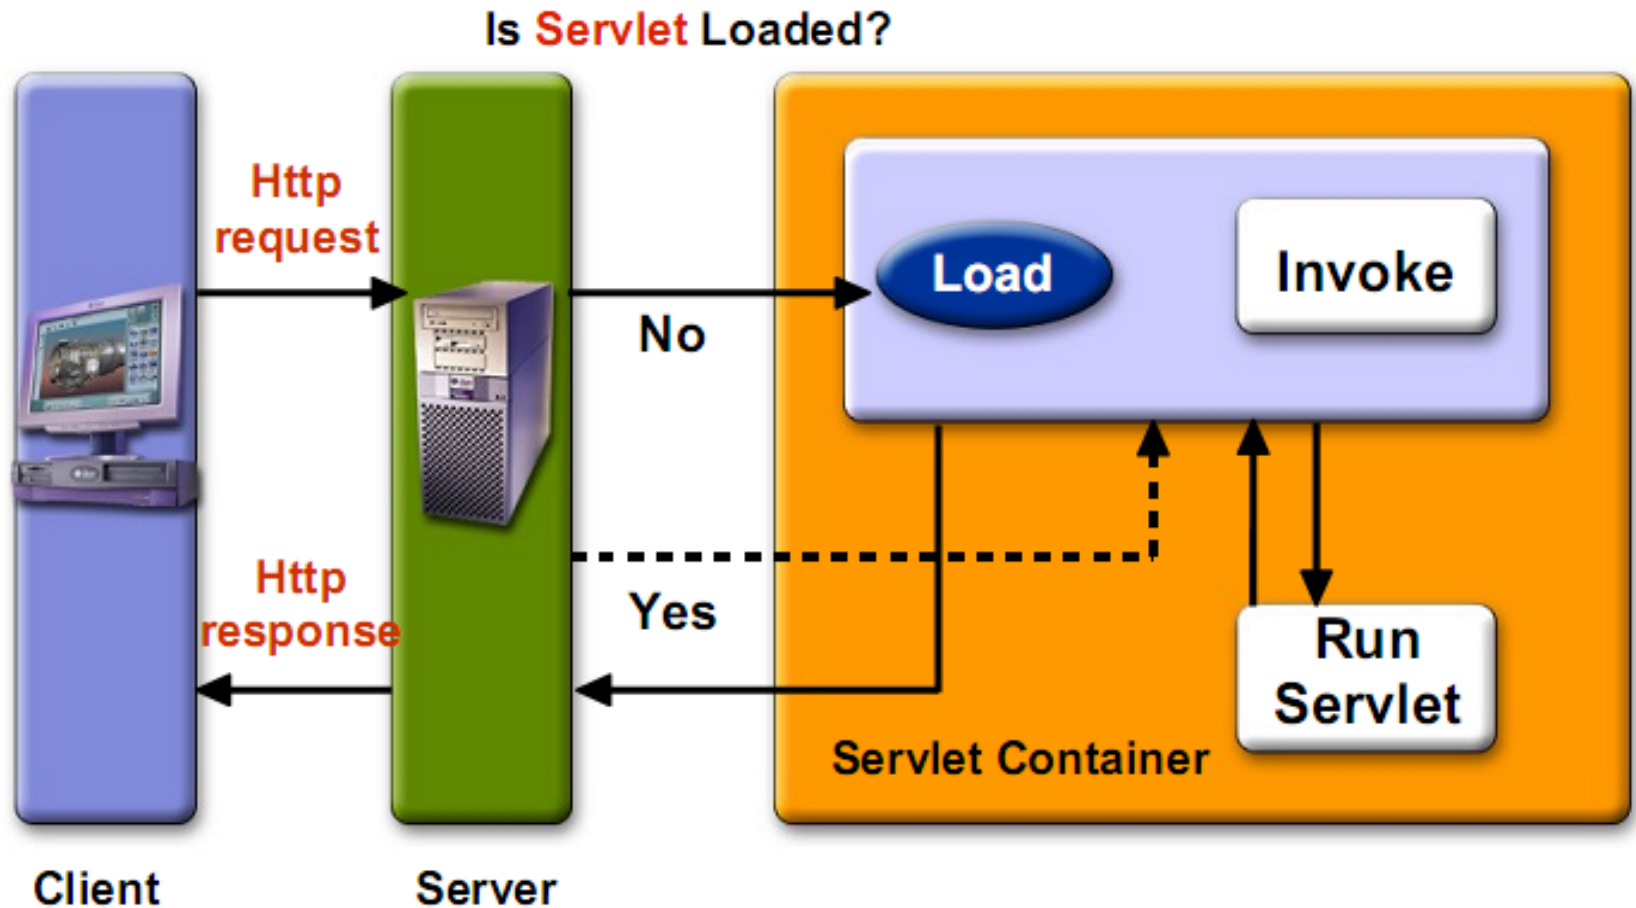 Is Servlet Loaded?
Http
request
No
Load
Invoke
Http
response
Yes
Run
Servlet
Servlet Container
Client
Server